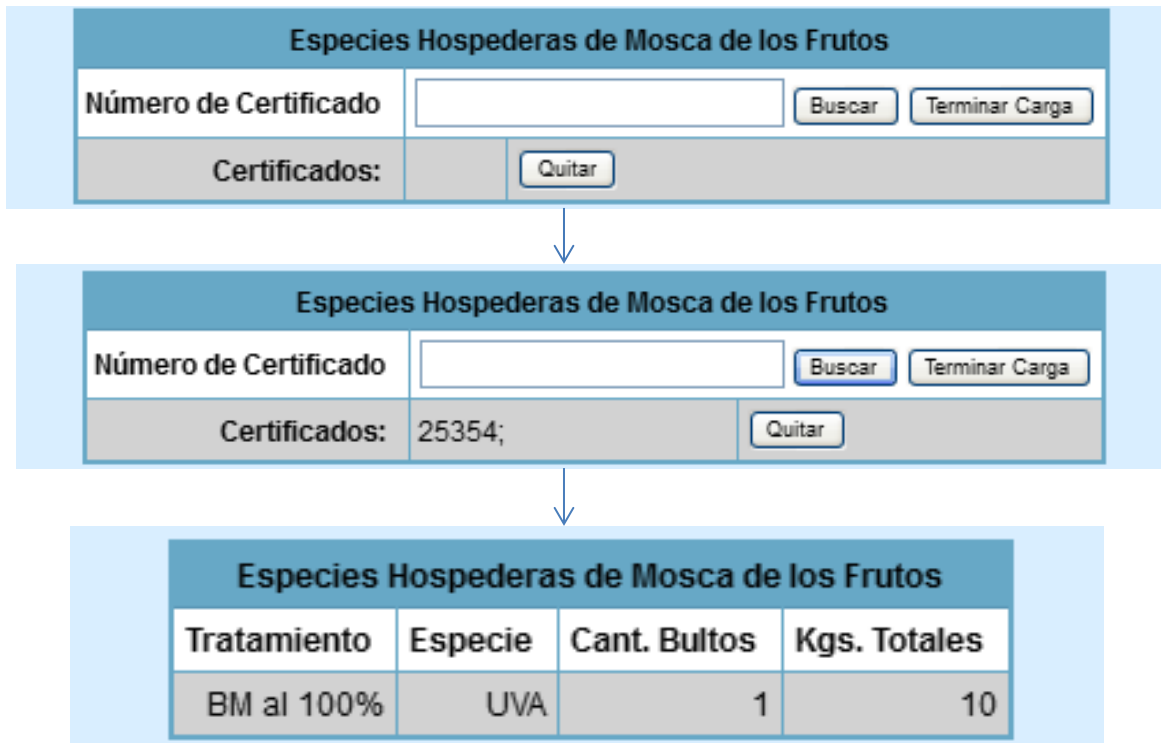 Especies Hospederas de Mosca de los Frutos
Número de Certificado Buscar Terminar Carga
Certificados: Quitar
Especies Hospederas de Mosca de los Frutos
Número de Certificado Buscar Terminar Carga
Certificados: 25354; Quitar
Especies Hospederas de Mosca de los Frutos
Tratamiento Especie Cant. Bultos Kgs. Totales
BM al 100% UVA 1 10